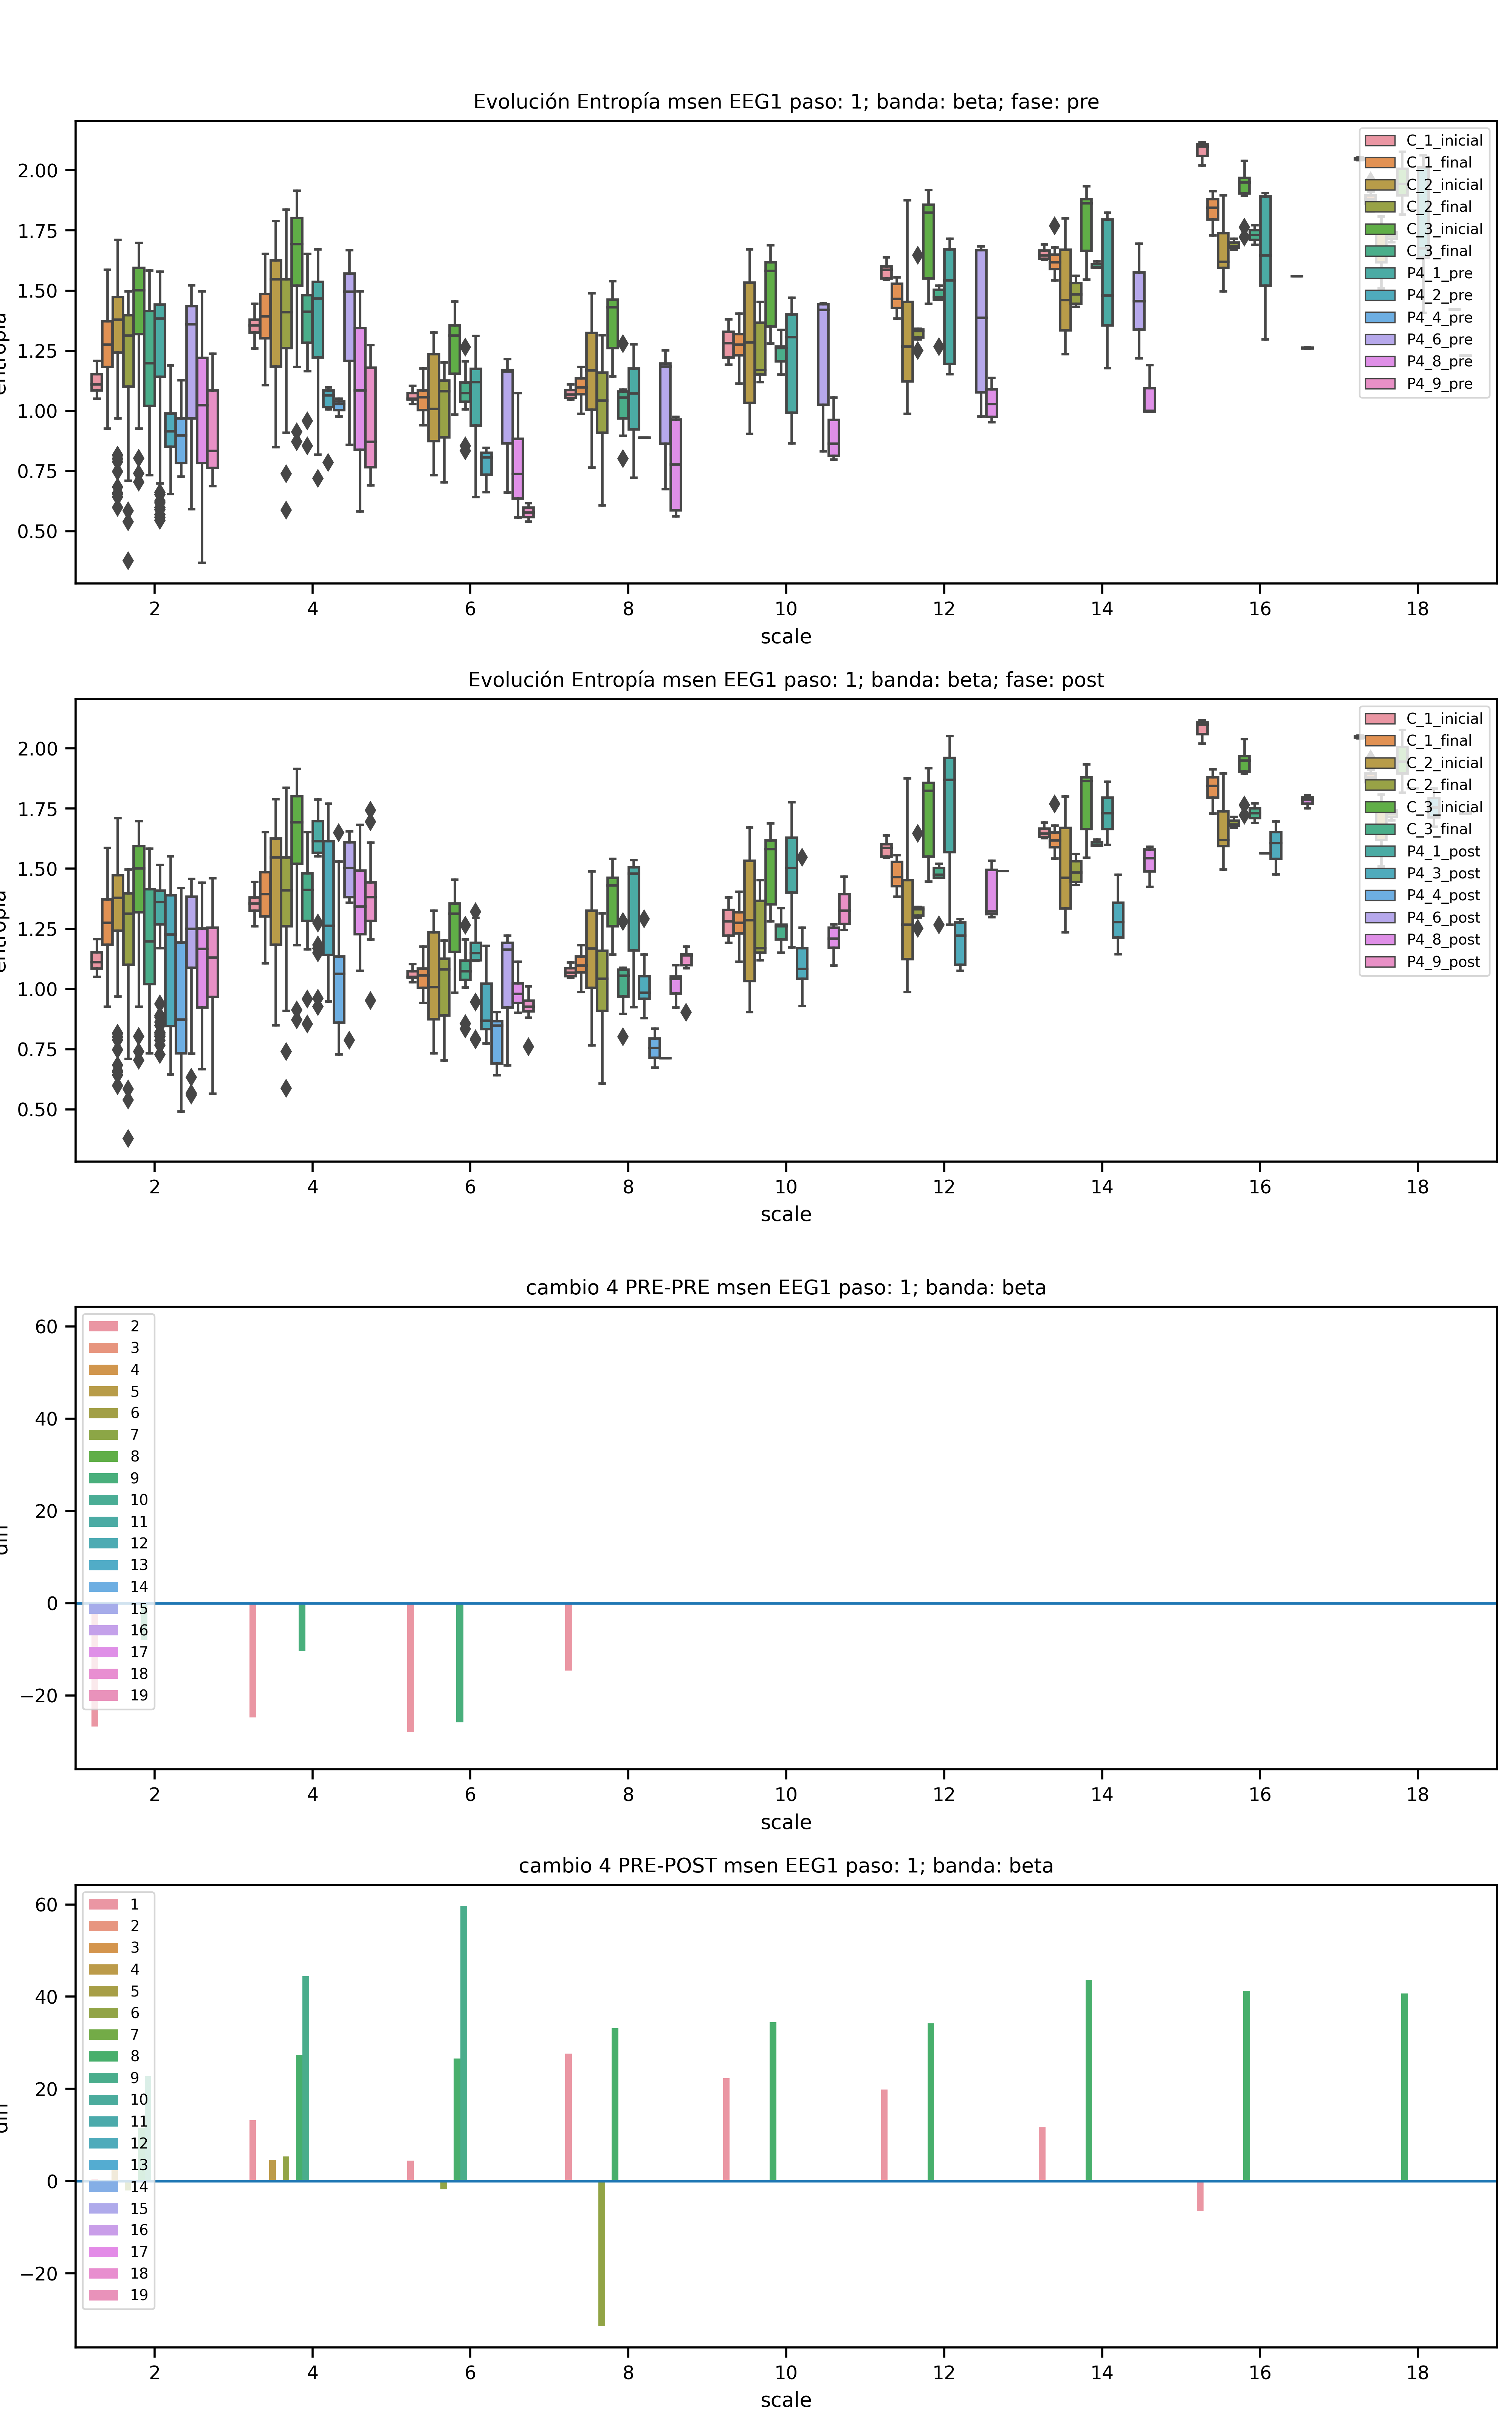 Evolución Entropía msen EEG1 paso: 1; banda: beta; fase: pre
2.00
1.75
1.50
1.25
1.00
0.75
0.50
C_1_inicial
C_1_final
C_2_inicial
C_2_final
C_3_inicial
C_3_final
P4_1_pre
P4_2_pre
P4_4_pre
P4_6_pre
P4_8_pre
P4_9_pre
2 4 6 8 10 12 14 16 18
scale
entropia
Evolución Entropía msen EEG1 paso: 1; banda: beta; fase: post
2.00
1.75
1.50
1.25
1.00
0.75
0.50
C_1_inicial
C_1_final
C_2_inicial
C_2_final
C_3_inicial
C_3_final
P4_1_post
P4_3_post
P4_4_post
P4_6_post
P4_8_post
P4_9_post
2 4 6 8 10 12 14 16 18
scale
entropia
cambio 4 PRE-PRE msen EEG1 paso: 1; banda: beta
60
40
20
0
−20
2
3
4
5
6
7
8
9
10
11
12
13
14
15
16
17
18
19
2 4 6 8 10 12 14 16 18
scale
cambio 4 PRE-POST msen EEG1 paso: 1; banda: beta
60
40
20
0
−20
1
2
3
4
5
6
7
8
9
10
11
12
13
14
15
16
17
18
19
2 4 6 8 10 12 14 16 18
scale